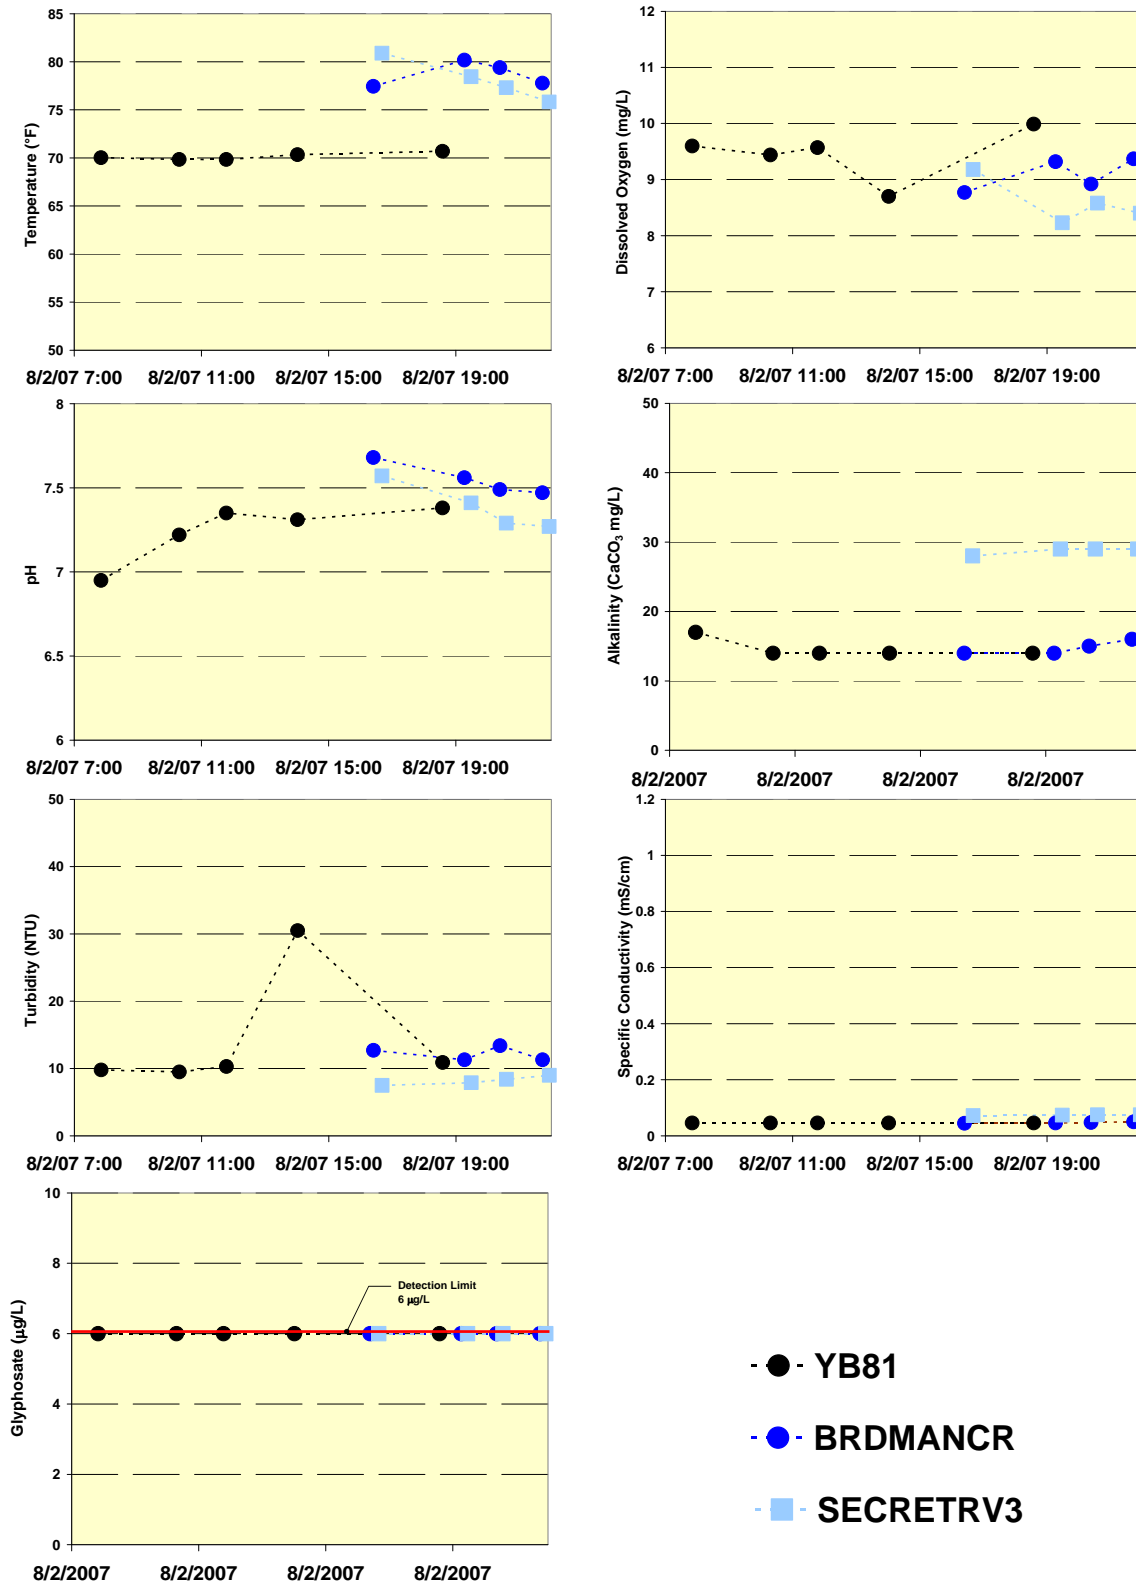 85
80
75
70
65
60
55
50
Temperature (°F)
8/2/07 7:00 8/2/07 11:00 8/2/07 15:00 8/2/07 19:00
12
11
10
9
8
7
6
Dissolved Oxygen (mg/L)
8/2/07 7:00 8/2/07 11:00 8/2/07 15:00 8/2/07 19:00
8
7.5
7
6.5
6
pH
8/2/07 7:00 8/2/07 11:00 8/2/07 15:00 8/2/07 19:00
50
40
30
20
10
0
Alkalinity (CaCO₃ mg/L)
8/2/2007 8/2/2007 8/2/2007 8/2/2007
50
40
30
20
10
0
Turbidity (NTU)
8/2/07 7:00 8/2/07 11:00 8/2/07 15:00 8/2/07 19:00
1.2
1
0.8
0.6
0.4
0.2
0
Specific Conductivity (mS/cm)
8/2/07 7:00 8/2/07 11:00 8/2/07 15:00 8/2/07 19:00
10
8
6
4
2
0
Glyphosate (µg/L)
Detection Limit
6 µg/L
8/2/2007 8/2/2007 8/2/2007 8/2/2007
YB81
BRDMANCR
SECRETRV3